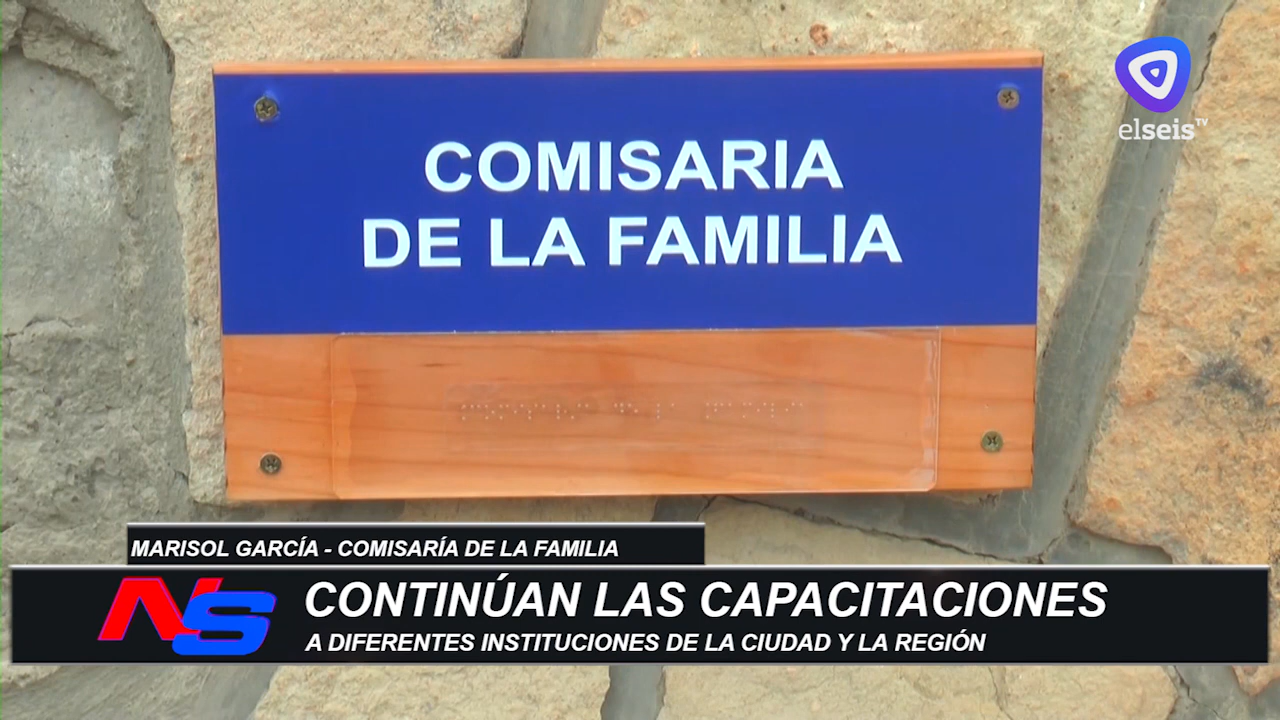 elseis TV
COMISARIA
DE LA FAMILIA
MARISOL GARCÍA - COMISARÍA DE LA FAMILIA
NS
CONTINÚAN LAS CAPACITACIONES
A DIFERENTES INSTITUCIONES DE LA CIUDAD Y LA REGIÓN